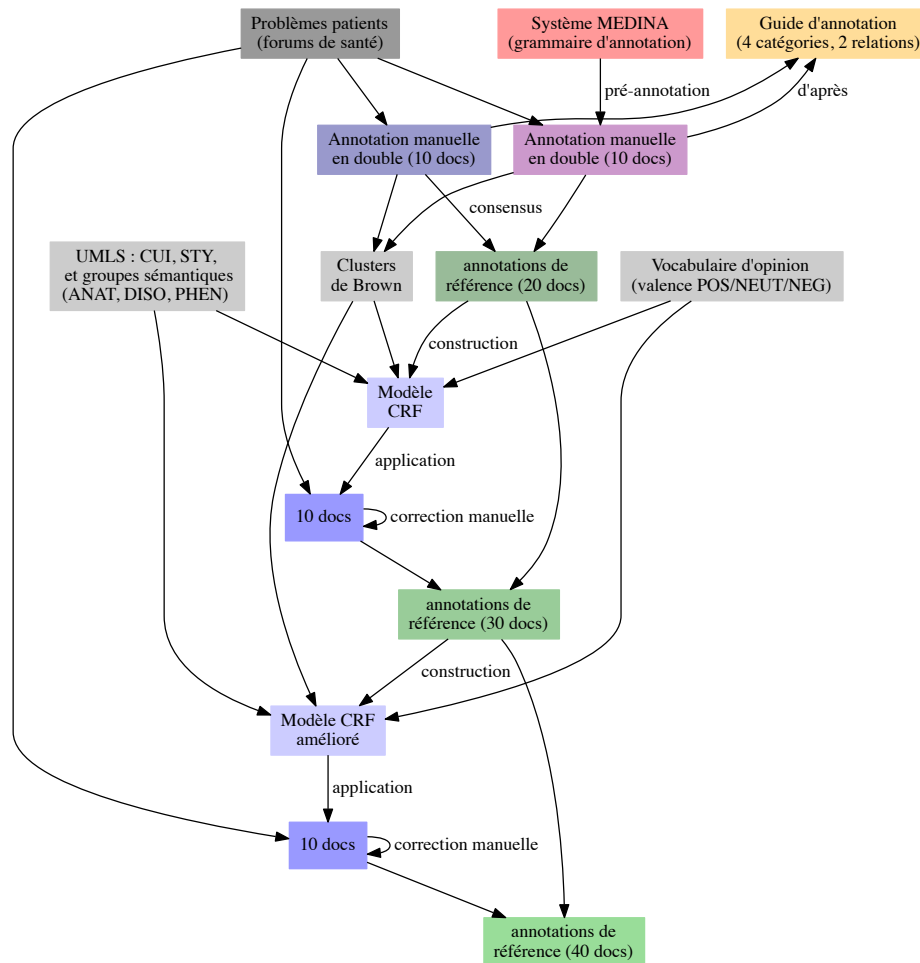 Problèmes patients
(forums de santé)
Système MEDINA
(grammaire d'annotation)
Guide d'annotation
(4 catégories, 2 relations)
pré-annotation
d'après
Annotation manuelle
en double (10 docs)
Annotation manuelle
en double (10 docs)
consensus
UMLS : CUI, STY,
et groupes sémantiques
(ANAT, DISO, PHEN)
Clusters
de Brown
annotations de
référence (20 docs)
Vocabulaire d'opinion
(valence POS/NEUT/NEG)
construction
Modèle
CRF
application
10 docs
correction manuelle
annotations de
référence (30 docs)
construction
Modèle CRF
amélioré
application
10 docs
correction manuelle
annotations de
référence (40 docs)